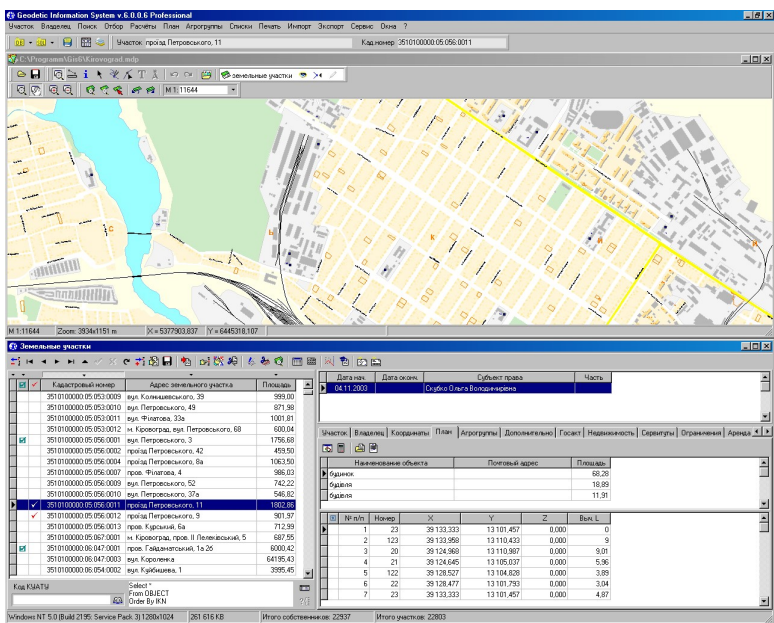 Geodetic Information System v.6.0.0.6 Professional
Участок Владелец Поиск Отбор Расчёты План Агрогруппы Списки Печать Импорт Экспорт Сервис Окна ?
Участок проїзд Петровського, 11 Кад.номер 3510100000:05:056:0011
C:\Programm\Gis6\Kirovograd.mdp
земельные участки
M 1:11644
M 1:11644 Zoom: 3934x1151 m X = 5377903,837 Y = 6445318,107
Земельные участки
Кадастровый номер Адрес земельного участка Площадь
3510100000:05:053:0009 вул. Колнишевського, 39 999,00
3510100000:05:053:0010 вул. Петровського, 49 871,98
3510100000:05:053:0011 вул. Філатова, 33а 1001,81
3510100000:05:053:0012 м. Кіровоград, вул. Петровського, 68 600,04
3510100000:05:056:0001 вул. Петровського, 3 1756,68
3510100000:05:056:0002 проїзд Петровського, 42 459,50
3510100000:05:056:0004 проїзд Петровського, 8а 1063,50
3510100000:05:056:0007 пров. Філатова, 4 986,03
3510100000:05:056:0009 вул. Петровського, 52 742,22
3510100000:05:056:0010 вул. Петровського, 37а 546,82
3510100000:05:056:0011 проїзд Петровського, 11 1802,86
3510100000:05:056:0012 проїзд Петровського, 9 901,97
3510100000:05:056:0013 пров. Курський, 6а 712,99
3510100000:05:067:0001 м. Кіровоград, пров. II Лелеківський, 5 687,55
3510100000:06:047:0001 пров. Гайдаматський, 1а 2б 6000,42
3510100000:06:047:0003 вул. Короленка 64195,43
3510100000:06:054:0002 вул. Куйбишева, 1 3995,45
Код КУАТУ
Select *
From OBJECT
Order By IKN
Дата нач. Дата оконч. Субъект права Часть
04.11.2003 Скубко Ольга Володимирівна
Участок Владелец Координаты План Агрогруппы Дополнительно Госакт Недвижимость Сервитуты Ограничения Аренда
Наименование объекта Почтовый адрес Площадь
будинок 68,28
будівля 18,89
будівля 11,91
№ п/п Номер X Y Z Выч. L
1 23 39 133,333 13 101,457 0,000 0
2 123 39 133,958 13 110,433 0,000 9
3 20 39 124,968 13 110,987 0,000 9,01
4 21 39 124,645 13 105,037 0,000 5,96
5 122 39 128,527 13 104,828 0,000 3,89
6 22 39 128,477 13 101,793 0,000 3,04
7 23 39 133,333 13 101,457 0,000 4,87
Windows NT 5.0 (Build 2195: Service Pack 3) 1280x1024 261 616 KB Итого собственников: 22937 Итого участков: 22803